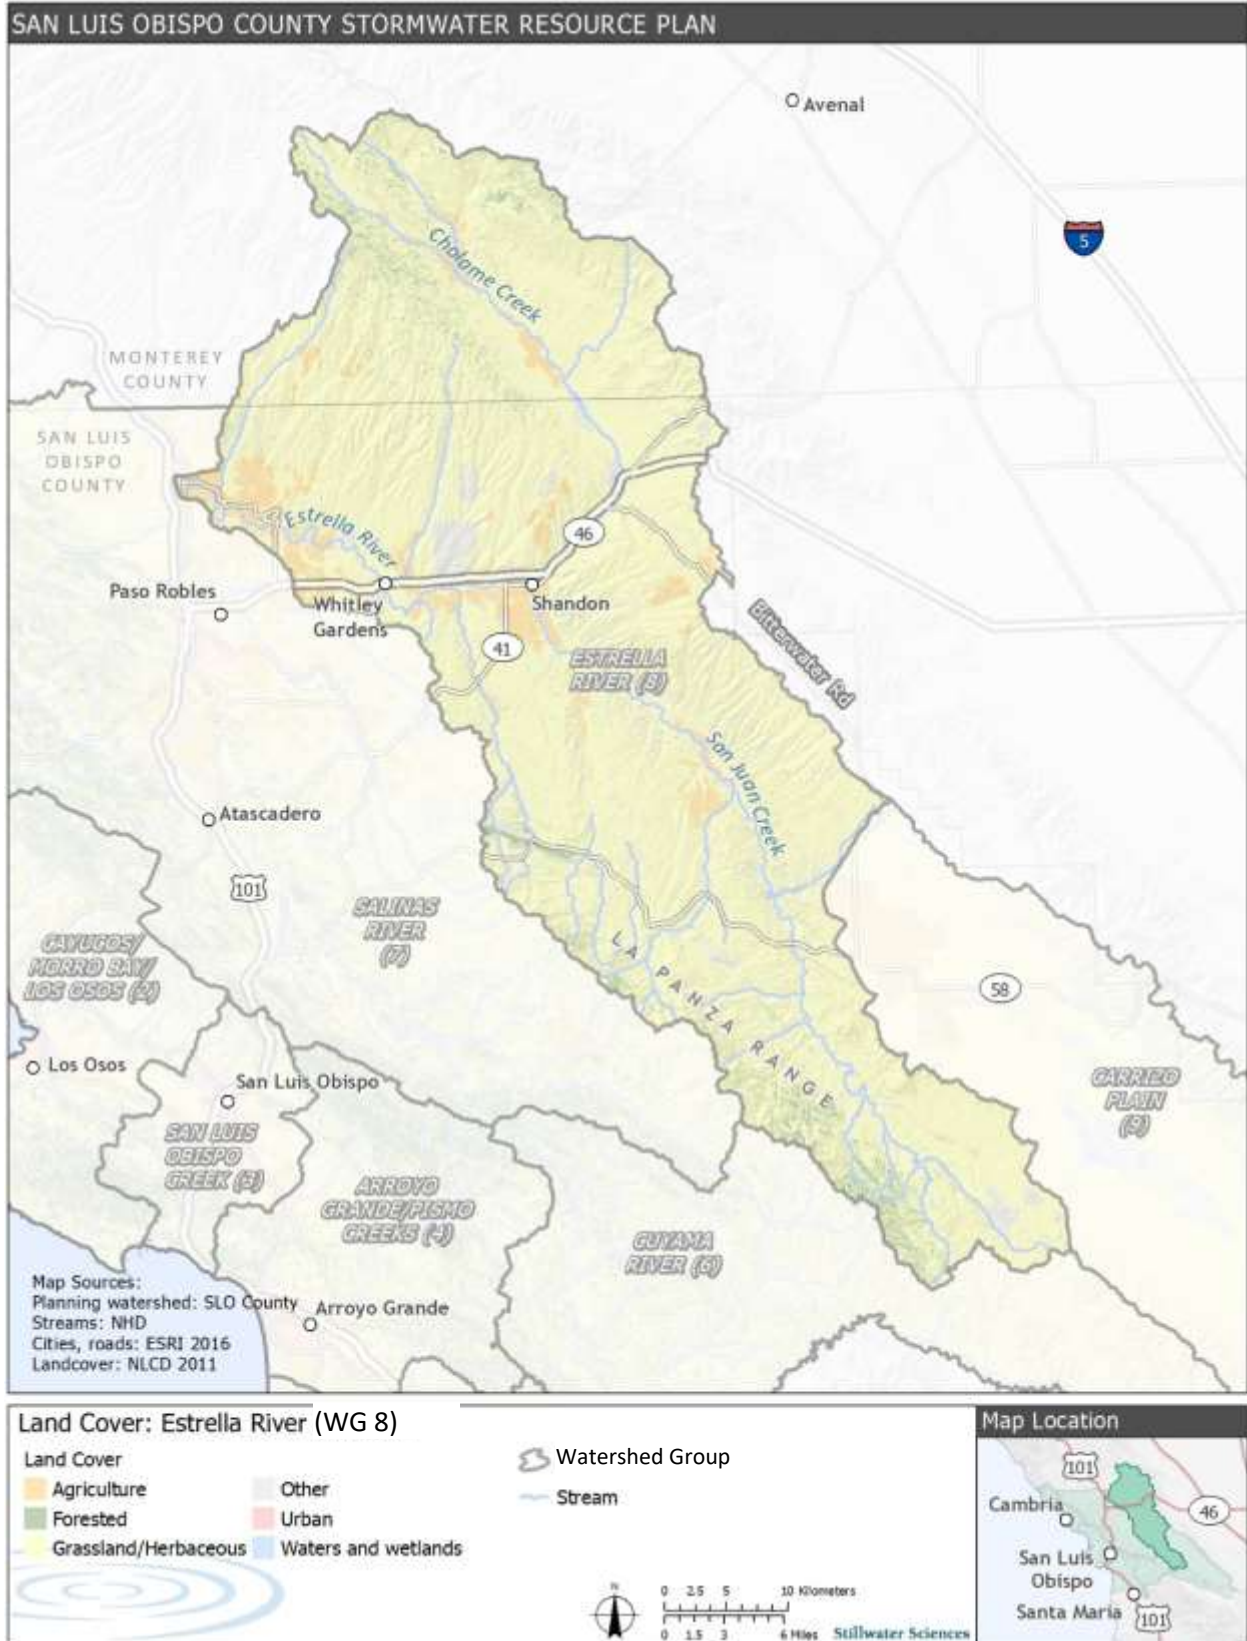 SAN LUIS OBISPO COUNTY STORMWATER RESOURCE PLAN
Avenal
5
Cholame Creek
MONTEREY
COUNTY
SAN LUIS
OBISPO
COUNTY
Estrella River
46
Paso Robles
Whitley
Gardens
Shandon
41
Bitterwater Rd
ESTRELLA
RIVER (8)
San Juan Creek
Atascadero
101
SALINAS
RIVER
(7)
CAYUCOS/
MORRO BAY/
LOS OSOS (2)
LA PANZA RANGE
58
Los Osos
San Luis Obispo
CARRIZO
PLAIN
(9)
SAN LUIS
OBISPO
CREEK (3)
ARROYO
GRANDE/PISMO
CREEKS (4)
CUYAMA
RIVER (6)
Map Sources:
Planning watershed: SLO County
Streams: NHD
Cities, roads: ESRI 2016
Landcover: NLCD 2011
Arroyo Grande
Land Cover: Estrella River (WG 8)
Land Cover
Agriculture
Forested
Grassland/Herbaceous
Other
Urban
Waters and wetlands
Watershed Group
Stream
N
0 2.5 5 10 Kilometers
0 1.5 3 6 Miles
Stillwater Sciences
Map Location
101
Cambria
46
San Luis
Obispo
Santa Maria
101